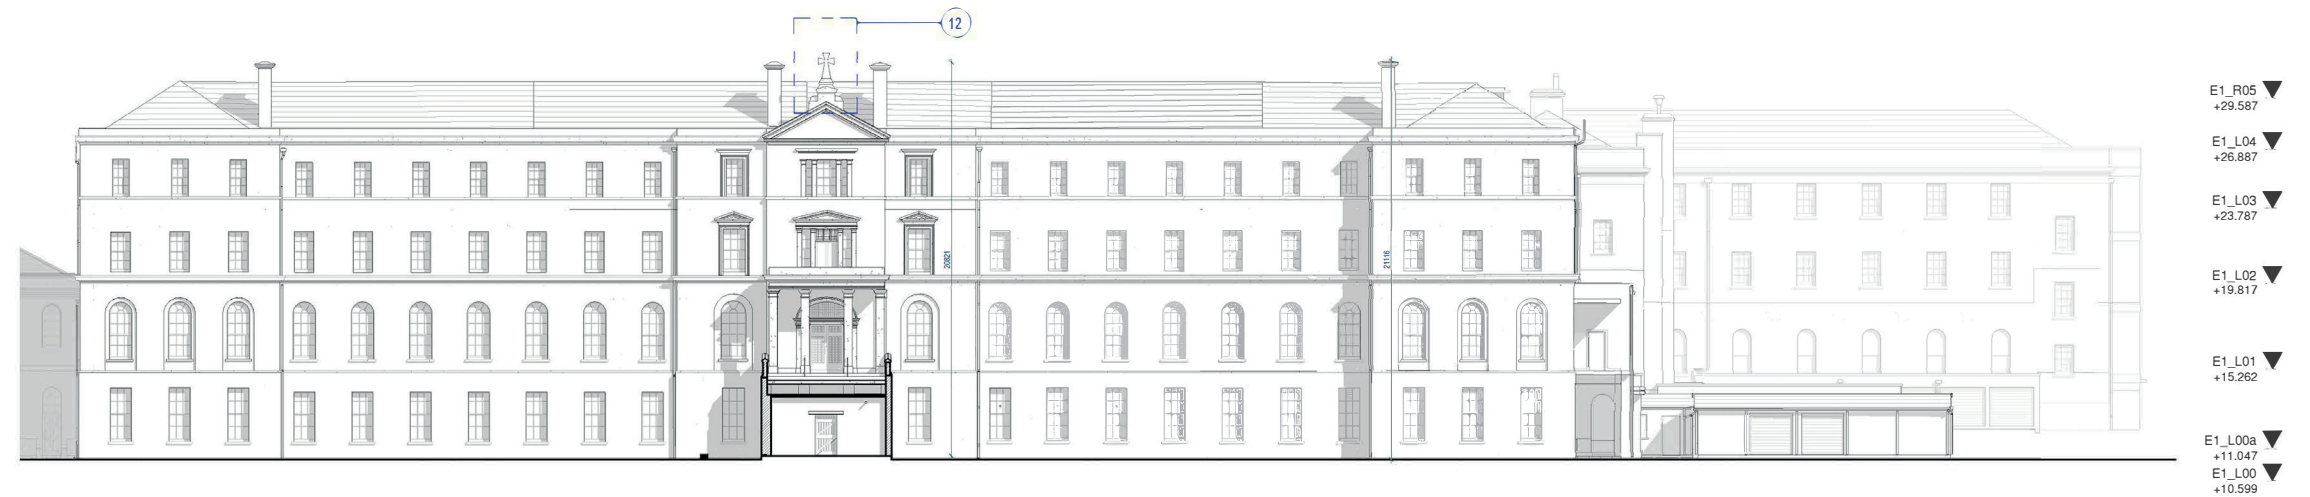 12
E1_R05
+29.587
E1_L04
+26.887
E1_L03
+23.787
20821
21116
E1_L02
+19.817
E1_L01
+15.262
E1_L00a
+11.047
E1_L00
+10.599